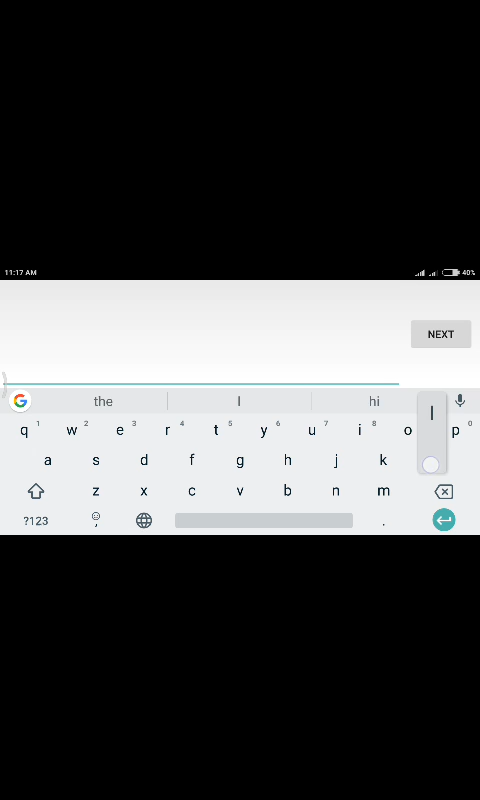 11:17 AM 40%
NEXT
the I hi
q 1 w 2 e 3 r 4 t 5 y 6 u 7 i 8 o p 0
l
a s d f g h j k
z x c v b n m
?123 , .